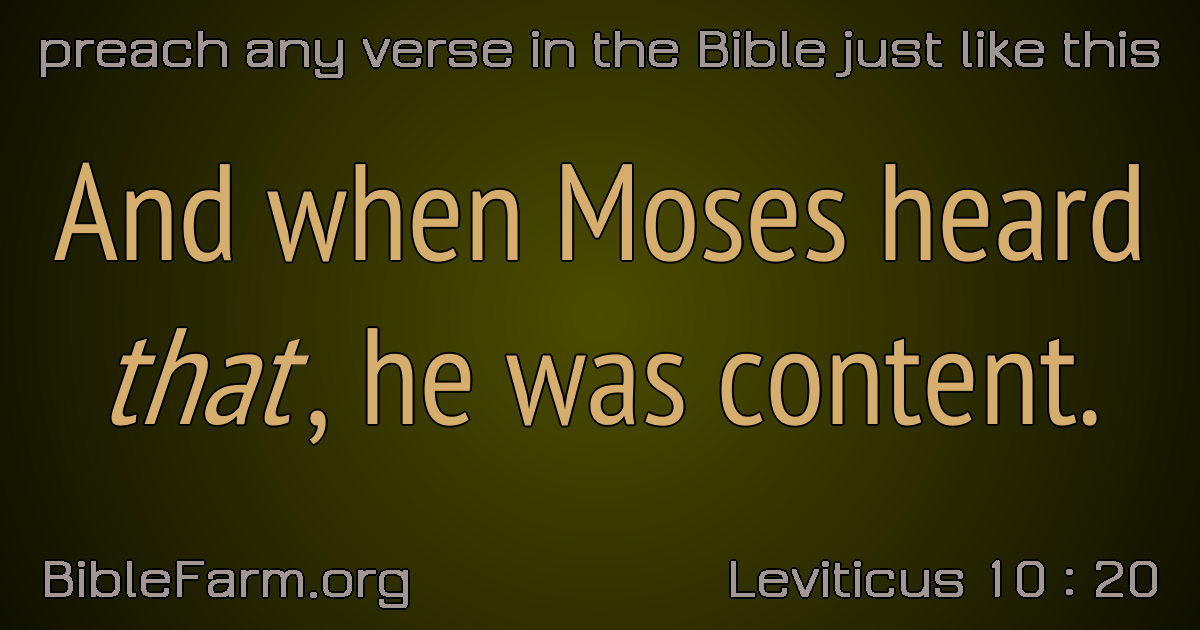 preach any verse in the Bible just like this
And when Moses heard
that, he was content.
BibleFarm.org
Leviticus 10 : 20